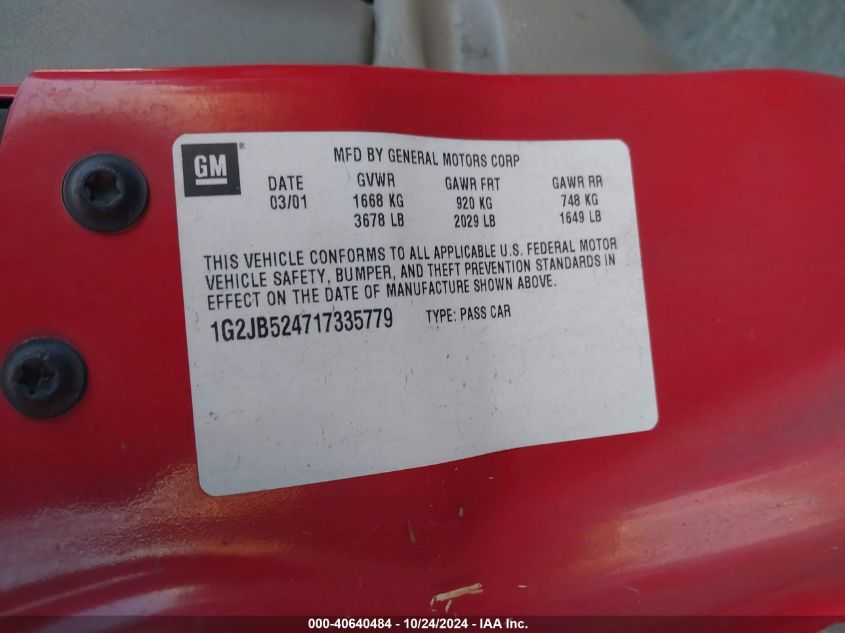 GM® MFD BY GENERAL MOTORS CORP
DATE GVWR GAWR FRT GAWR RR
03/01 1668 KG 920 KG 748 KG
3678 LB 2029 LB 1649 LB
THIS VEHICLE CONFORMS TO ALL APPLICABLE U.S. FEDERAL MOTOR
VEHICLE SAFETY, BUMPER, AND THEFT PREVENTION STANDARDS IN
EFFECT ON THE DATE OF MANUFACTURE SHOWN ABOVE.
1G2JB524717335779 TYPE: PASS CAR
000-40640484 - 10/24/2024 - IAA Inc.